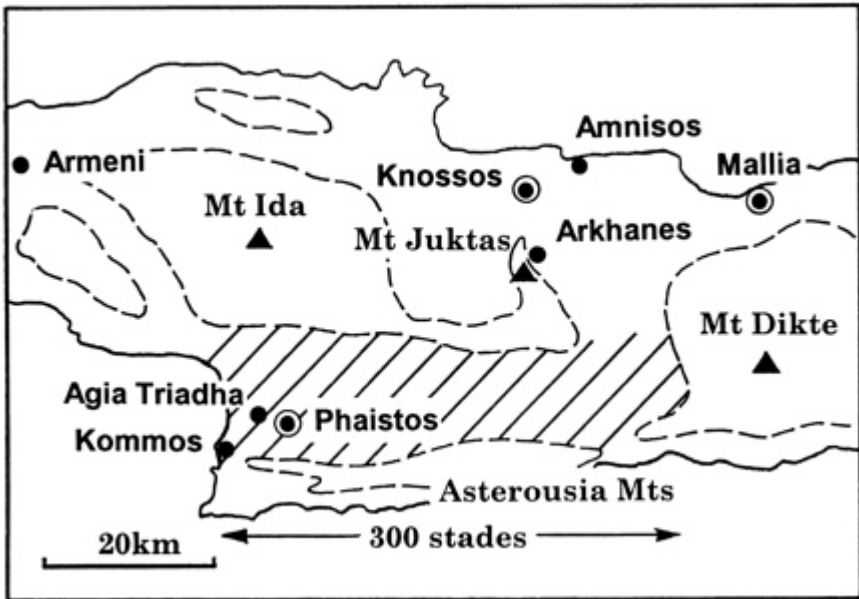 Amnisos
Armeni
Knossos
Mallia
Mt Ida
Mt Juktas
Arkhanes
Mt Dikte
Agia Triadha
Phaistos
Kommos
Asterousia Mts
20km
300 stades